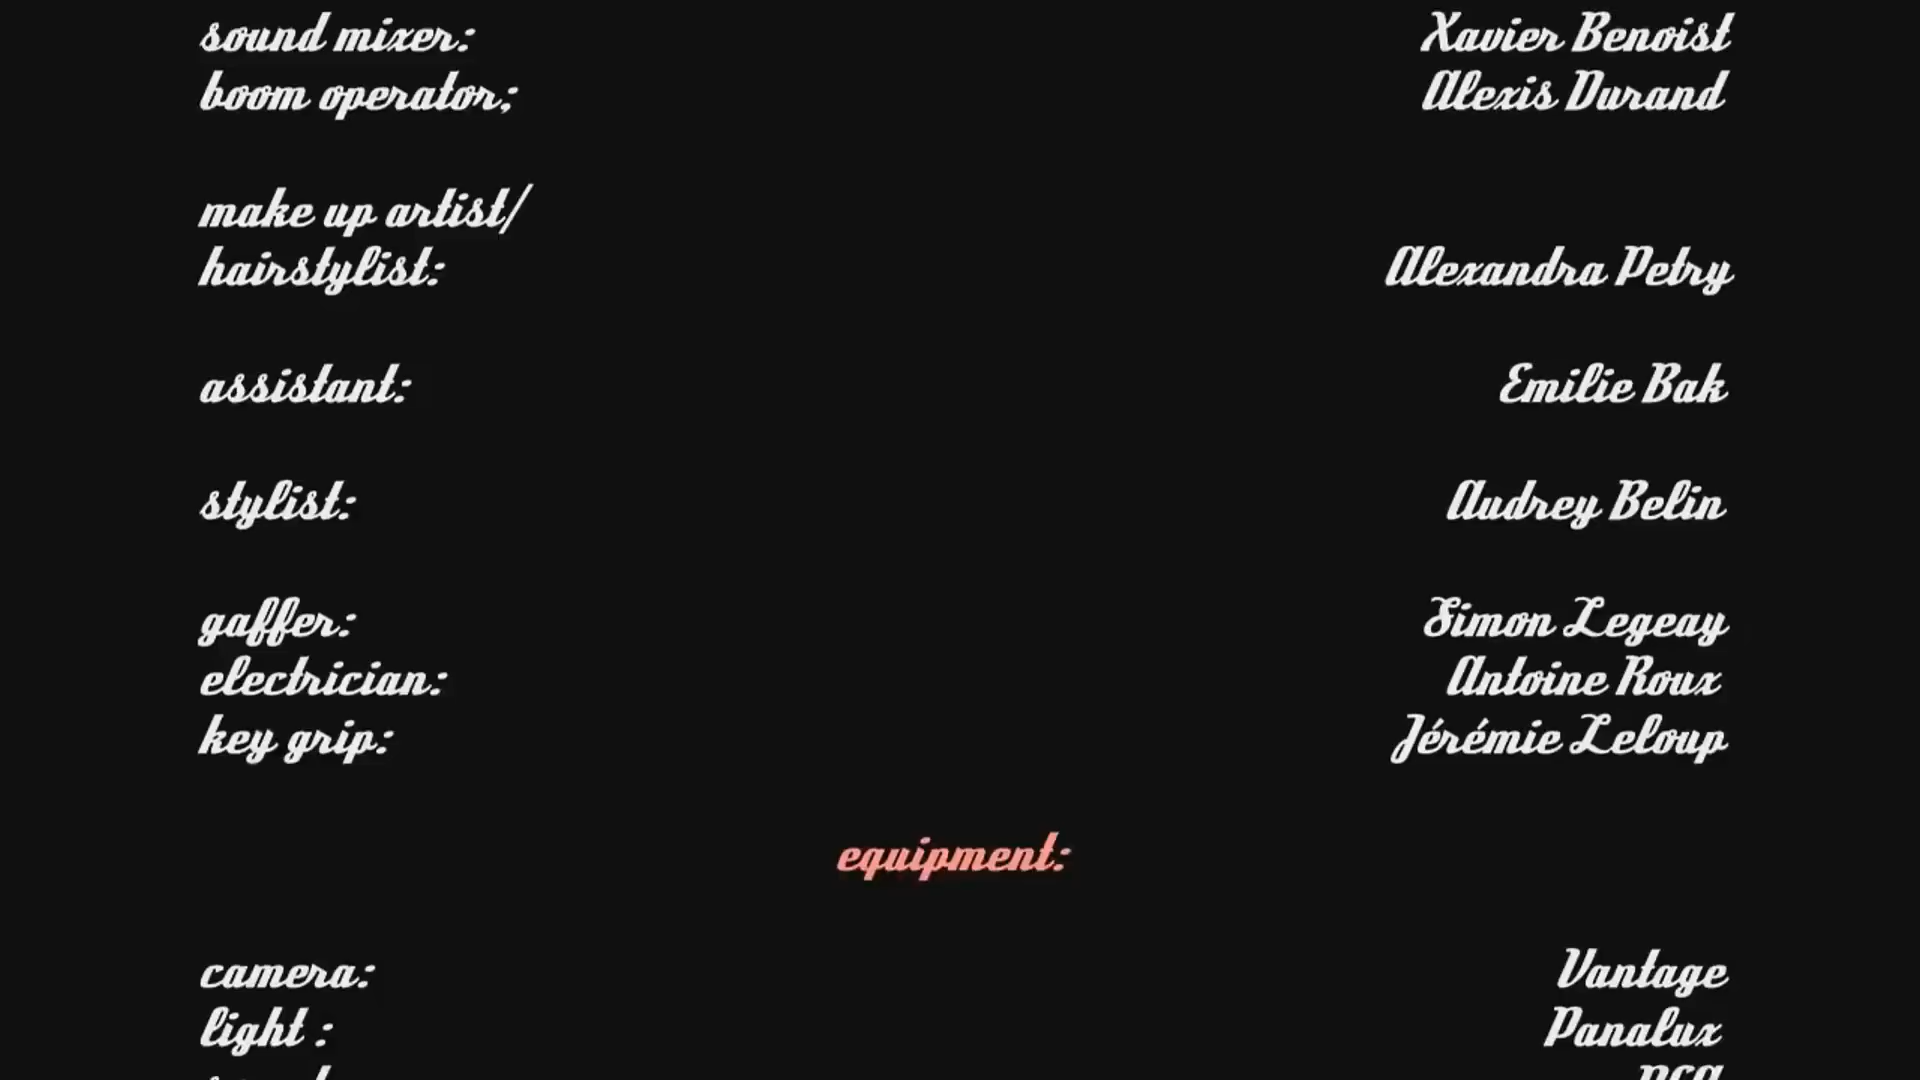 sound mixer: Xavier Benoist
boom operator; Alexis Durand
make up artist/
hairstylist: Alexandra Petry
assistant: Emilie Bak
stylist: Audrey Belin
gaffer: Simon Legeay
electrician: Antoine Roux
key grip: Jérémie Leloup
equipment:
camera: Vantage
light : Panalux